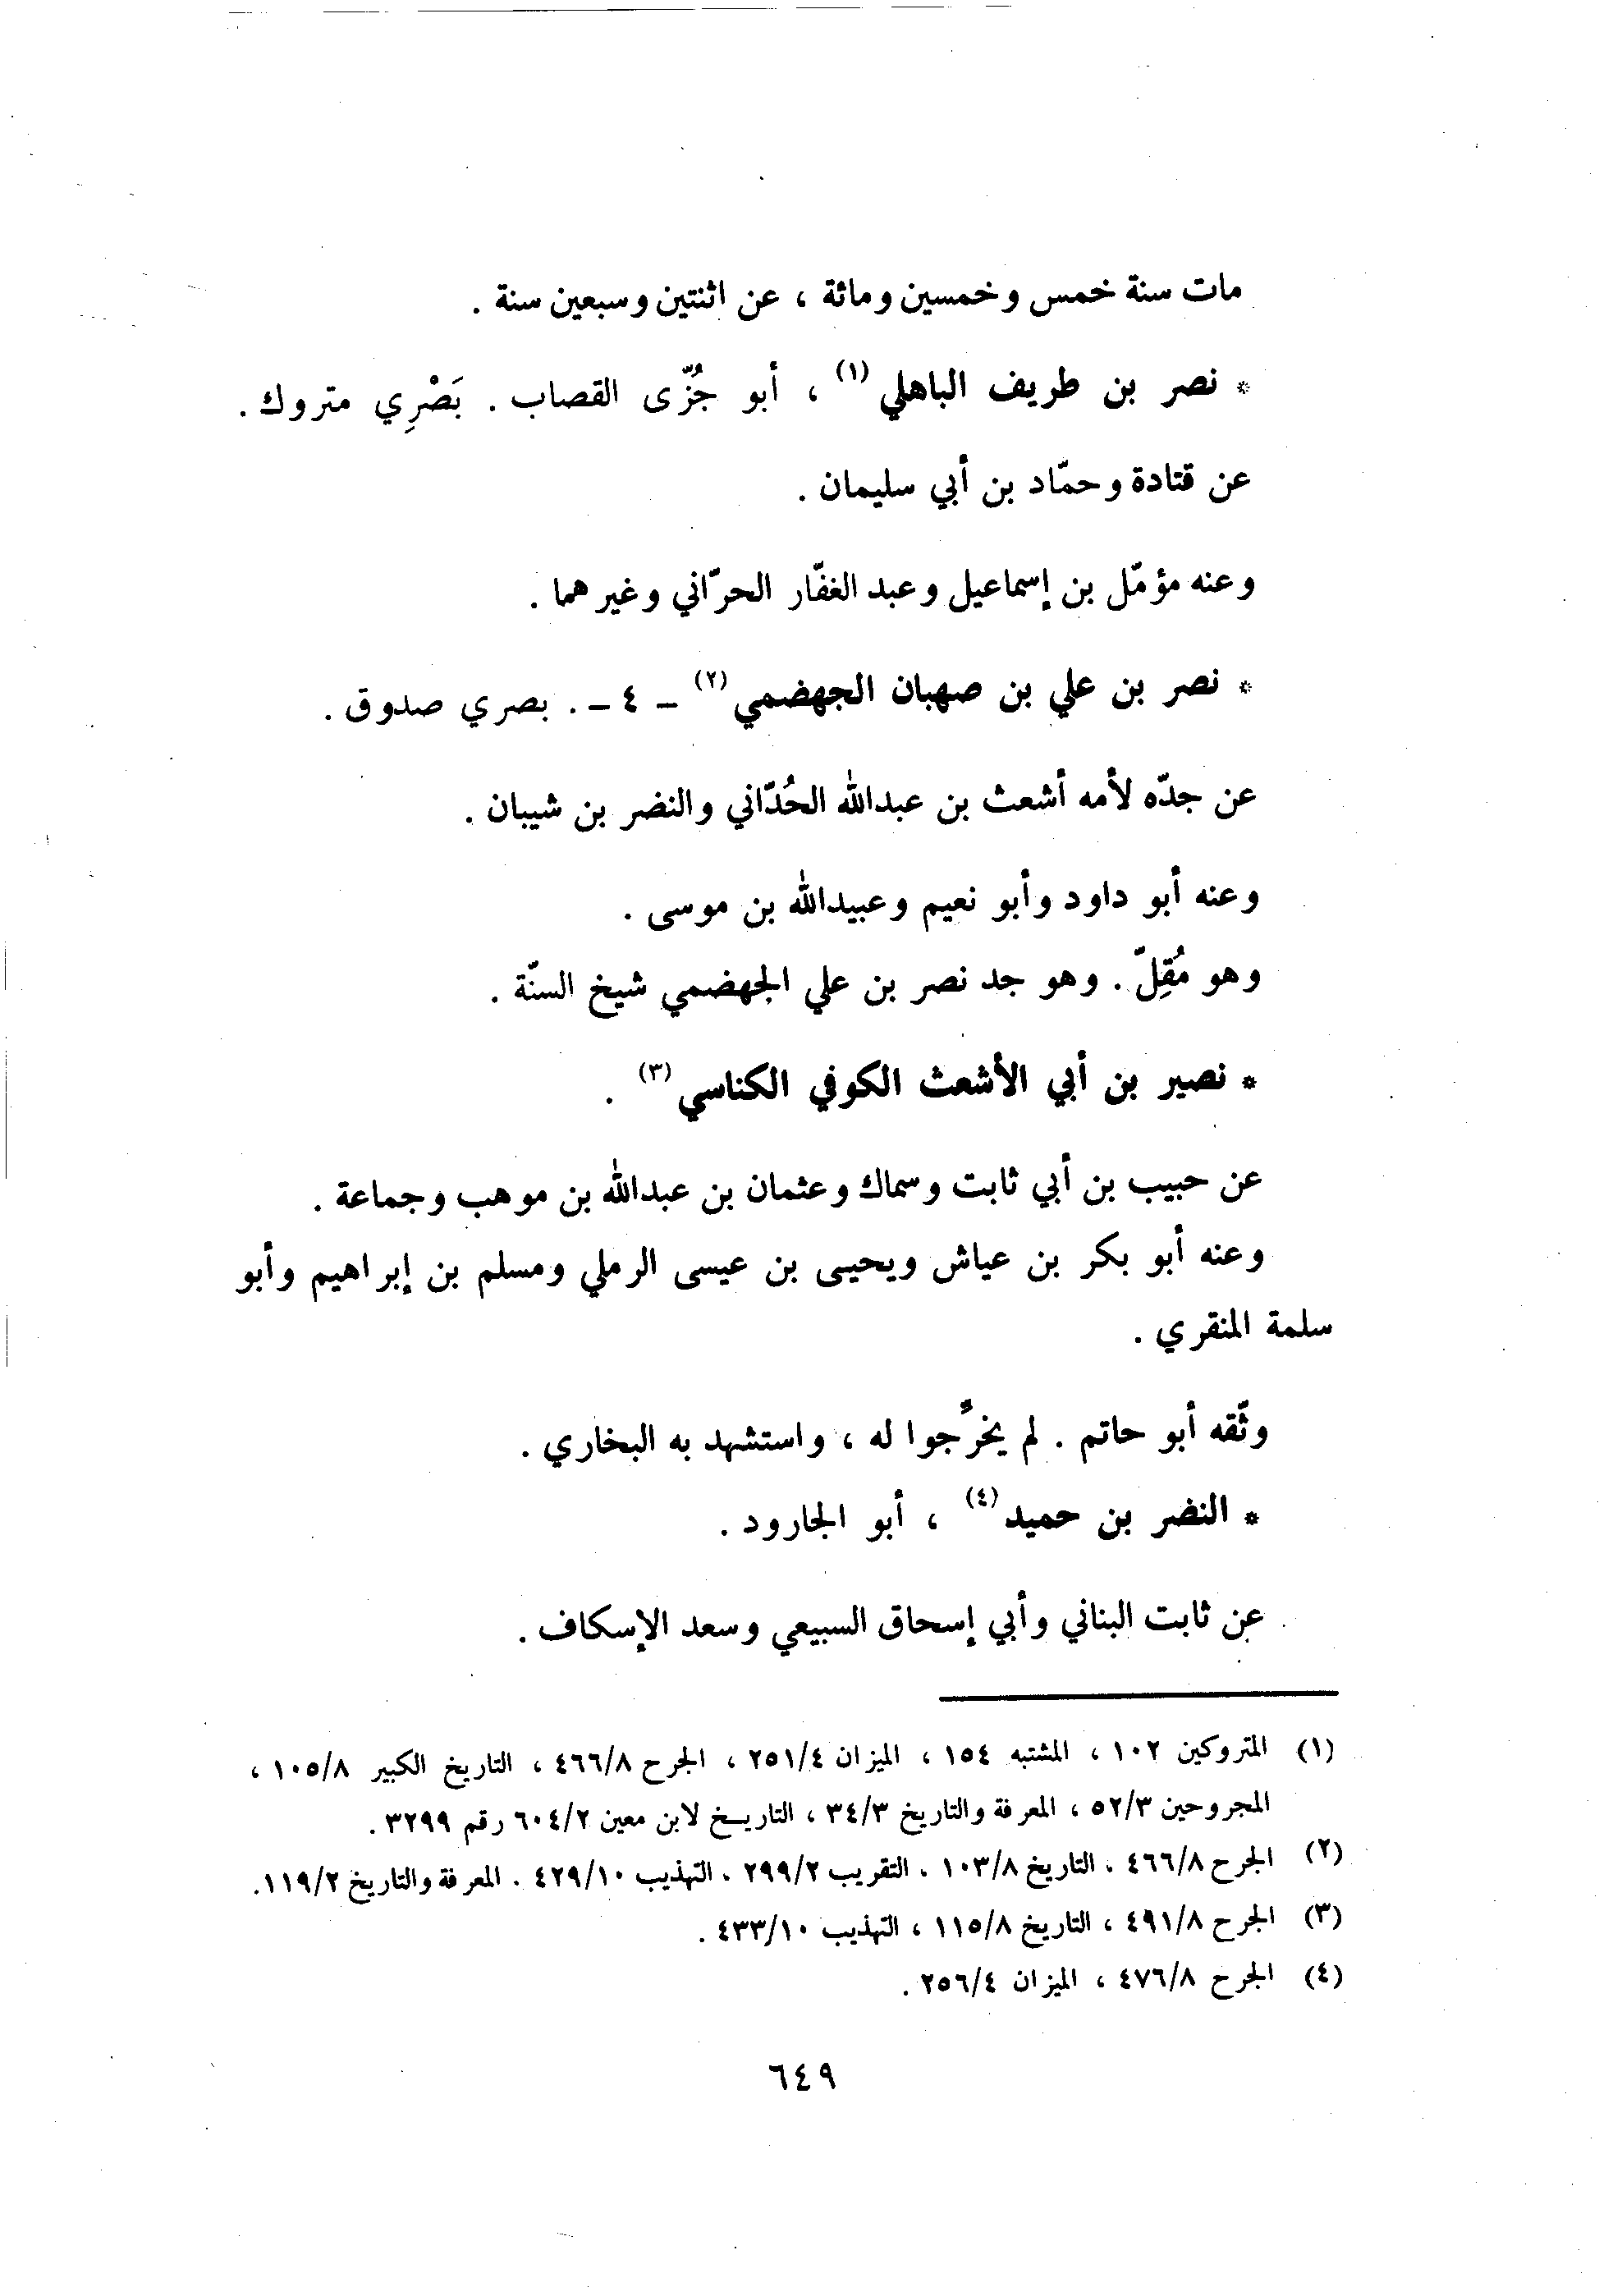 مات سنة خمس وخمسين ومائة ، عن اثنتين وسبعين سنة .
* نصر بن طريف الباهلي (١) ، أبو جُزّى القصاب . بَصْرِي متروك .
عن قتادة وحمّاد بن أبي سليمان .
وعنه مؤمّل بن إسماعيل وعبد الغفّار الحرّاني وغيرهما .
* نصر بن علي بن صهبان الجهضمي (٢) – ٤ – . بصري صدوق .
عن جدّه لأمه أشعث بن عبدالله الحُدّاني والنضر بن شيبان .
وعنه أبو داود وأبو نعيم وعبيدالله بن موسى .
وهو مُقِلّ . وهو جد نصر بن علي الجهضمي شيخ السنّة .
* نصير بن أبي الأشعث الكوفي الكناسي (٣) .
عن حبيب بن أبي ثابت وسماك وعثمان بن عبدالله بن موهب وجماعة .
وعنه أبو بكر بن عياش ويحيى بن عيسى الرملي ومسلم بن إبراهيم وأبو
سلمة المنقري .
وثّقه أبو حاتم . لم يخرّجوا له ، واستشهد به البخاري .
* النضر بن حميد (٤) ، أبو الجارود .
عن ثابت البناني وأبي إسحاق السبيعي وسعد الإسكاف .
(١) المتروكين ١٠٢ ، المشتبه ١٥٤ ، الميزان ٢٥١/٤ ، الجرح ٤٦٦/٨ ، التاريخ الكبير ١٠٥/٨ ،
المجروحين ٥٢/٣ ، المعرفة والتاريخ ٣٤/٣ ، التاريخ لابن معين ٦٠٤/٢ رقم ٣٢٩٩ .
(٢) الجرح ٤٦٦/٨ ، التاريخ ١٠٣/٨ ، التقريب ٢٩٩/٢ ، التهذيب ٤٢٩/١٠ . المعرفة والتاريخ ١١٩/٢.
(٣) الجرح ٤٩١/٨ ، التاريخ ١١٥/٨ ، التهذيب ٤٣٣/١٠ .
(٤) الجرح ٤٧٦/٨ ، الميزان ٢٥٦/٤ .
٦٤٩